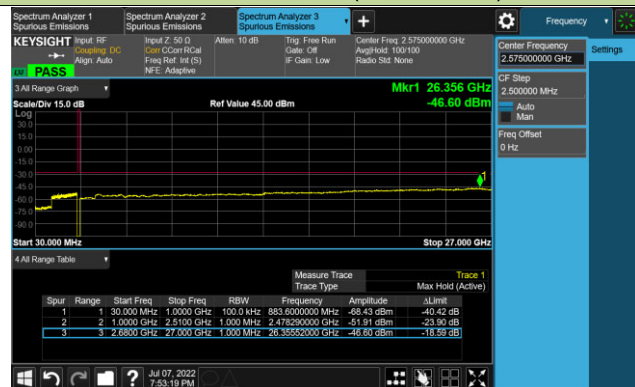 Spectrum Analyzer 1
Spurious Emissions
Spectrum Analyzer 2
Spurious Emissions
Spectrum Analyzer 3
Spurious Emissions
Frequency
KEYSIGHT
Input: RF
Coupling: DC
Align: Auto
Input Z: 50 Ω
Corr CCorr RCal
Freq Ref: Int (S)
NFE: Adaptive
Atten: 10 dB
Trig: Free Run
Gate: Off
IF Gain: Low
Center Freq: 2.575000000 GHz
Avg|Hold: 100/100
Radio Std: None
PASS
Center Frequency
2.575000000 GHz
Settings
CF Step
2.500000 MHz
Auto
Man
Freq Offset
0 Hz
3 All Range Graph
Mkr1 26.356 GHz
Scale/Div 15.0 dB
Ref Value 45.00 dBm
-46.60 dBm
Log
30.0
15.0
0.00
-15.0
-30.0
-45.0
-60.0
-75.0
-90.0
1
Start 30.000 MHz
Stop 27.000 GHz
4 All Range Table
Measure Trace Trace 1
Trace Type Max Hold (Active)
Spur Range Start Freq Stop Freq RBW Frequency Amplitude ΔLimit
1 1 30.000 MHz 1.0000 GHz 100.0 kHz 883.6000000 MHz -68.43 dBm -40.42 dB
2 2 1.0000 GHz 2.5100 GHz 1.000 MHz 2.478290000 GHz -51.91 dBm -23.90 dB
3 3 2.6800 GHz 27.000 GHz 1.000 MHz 26.35552000 GHz -46.60 dBm -18.59 dB
?
Jul 07, 2022
7:53:19 PM